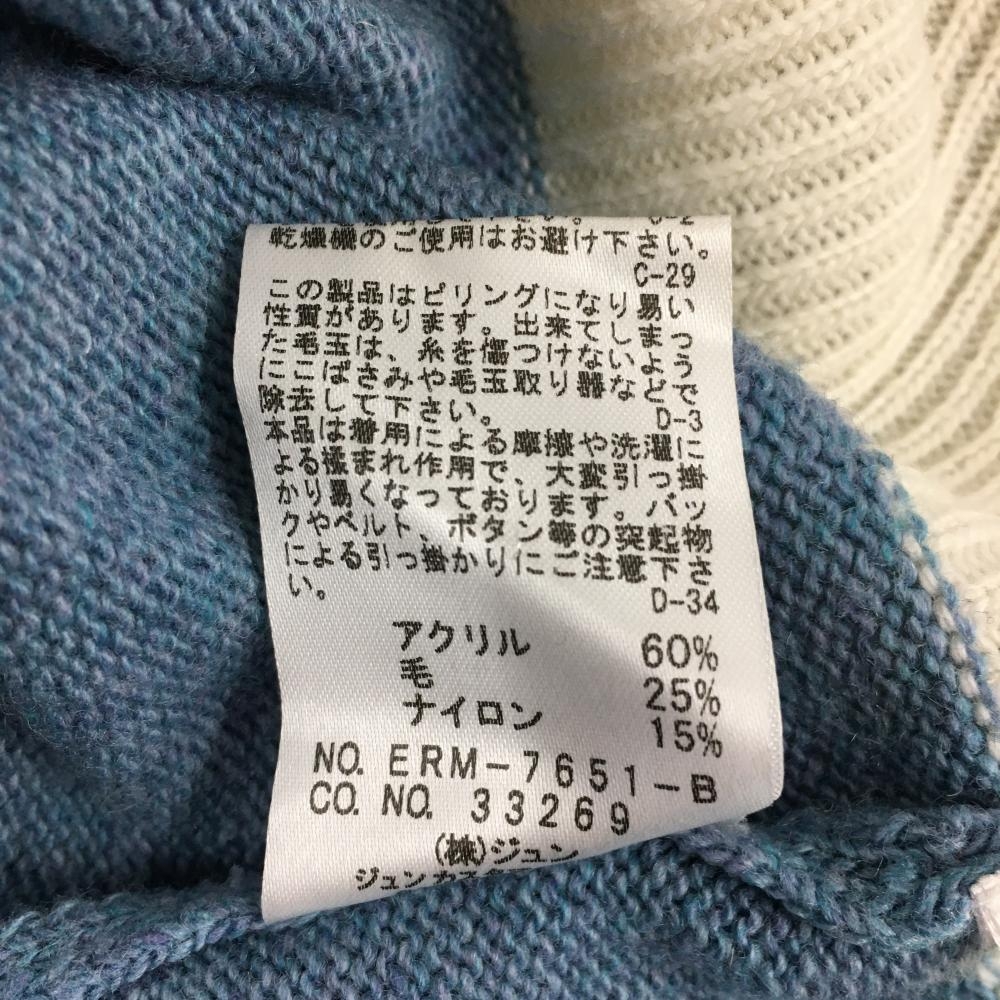 乾燥機のご使用はお避け下さい。
C-29
この製品はピリングになり易い
性質があります。出来てしまっ
た毛玉は、糸を傷つけないよう
にこばさみや毛玉取り器などで
除去して下さい。
D-3
本品は着用による摩擦や洗濯に
よる揉まれ作用で、大変引っ掛
かり易くなっております。バッ
クやベルト、ボタン等の突起物
による引っ掛かりにご注意下さ
い。
D-34
アクリル 60%
毛 25%
ナイロン 15%
NO. ERM-7651-B
CO. NO. 33269
(株)ジュン
ジュンカスタ